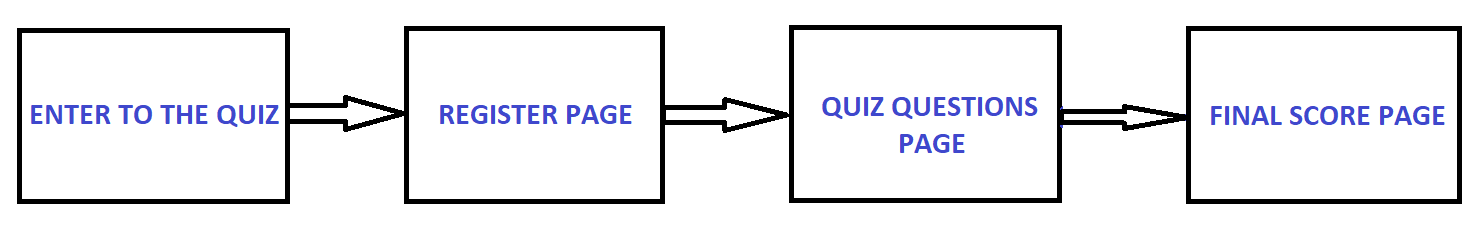 ENTER TO THE QUIZ
REGISTER PAGE
QUIZ QUESTIONS
PAGE
FINAL SCORE PAGE